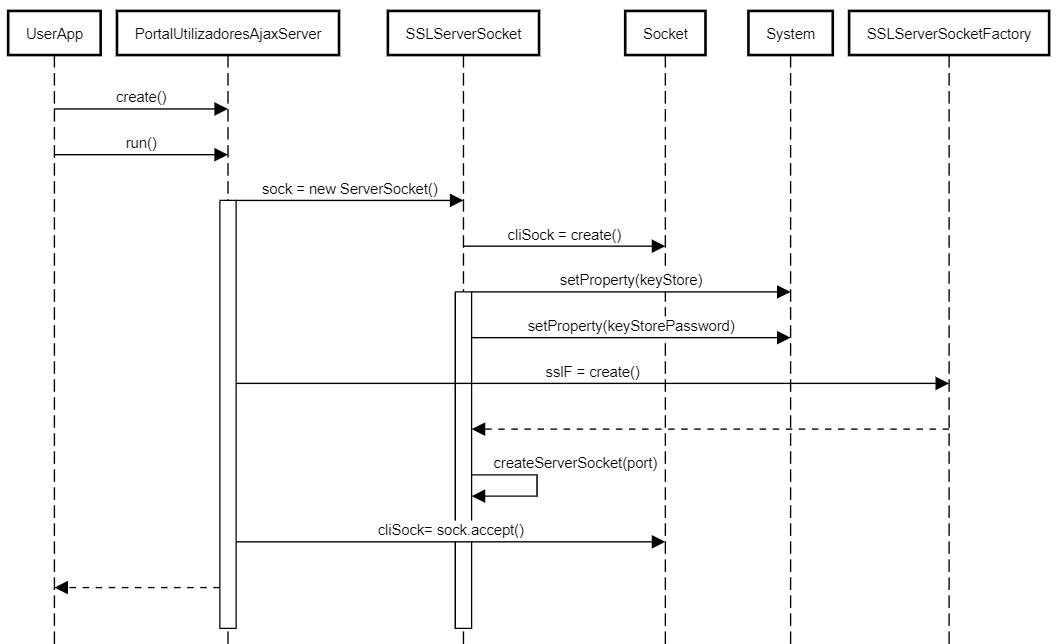 UserApp
PortalUtilizadoresAjaxServer
SSLServerSocket
Socket
System
SSLServerSocketFactory
create()
run()
sock = new ServerSocket()
cliSock = create()
setProperty(keyStore)
setProperty(keyStorePassword)
sslF = create()
createServerSocket(port)
cliSock= sock.accept()